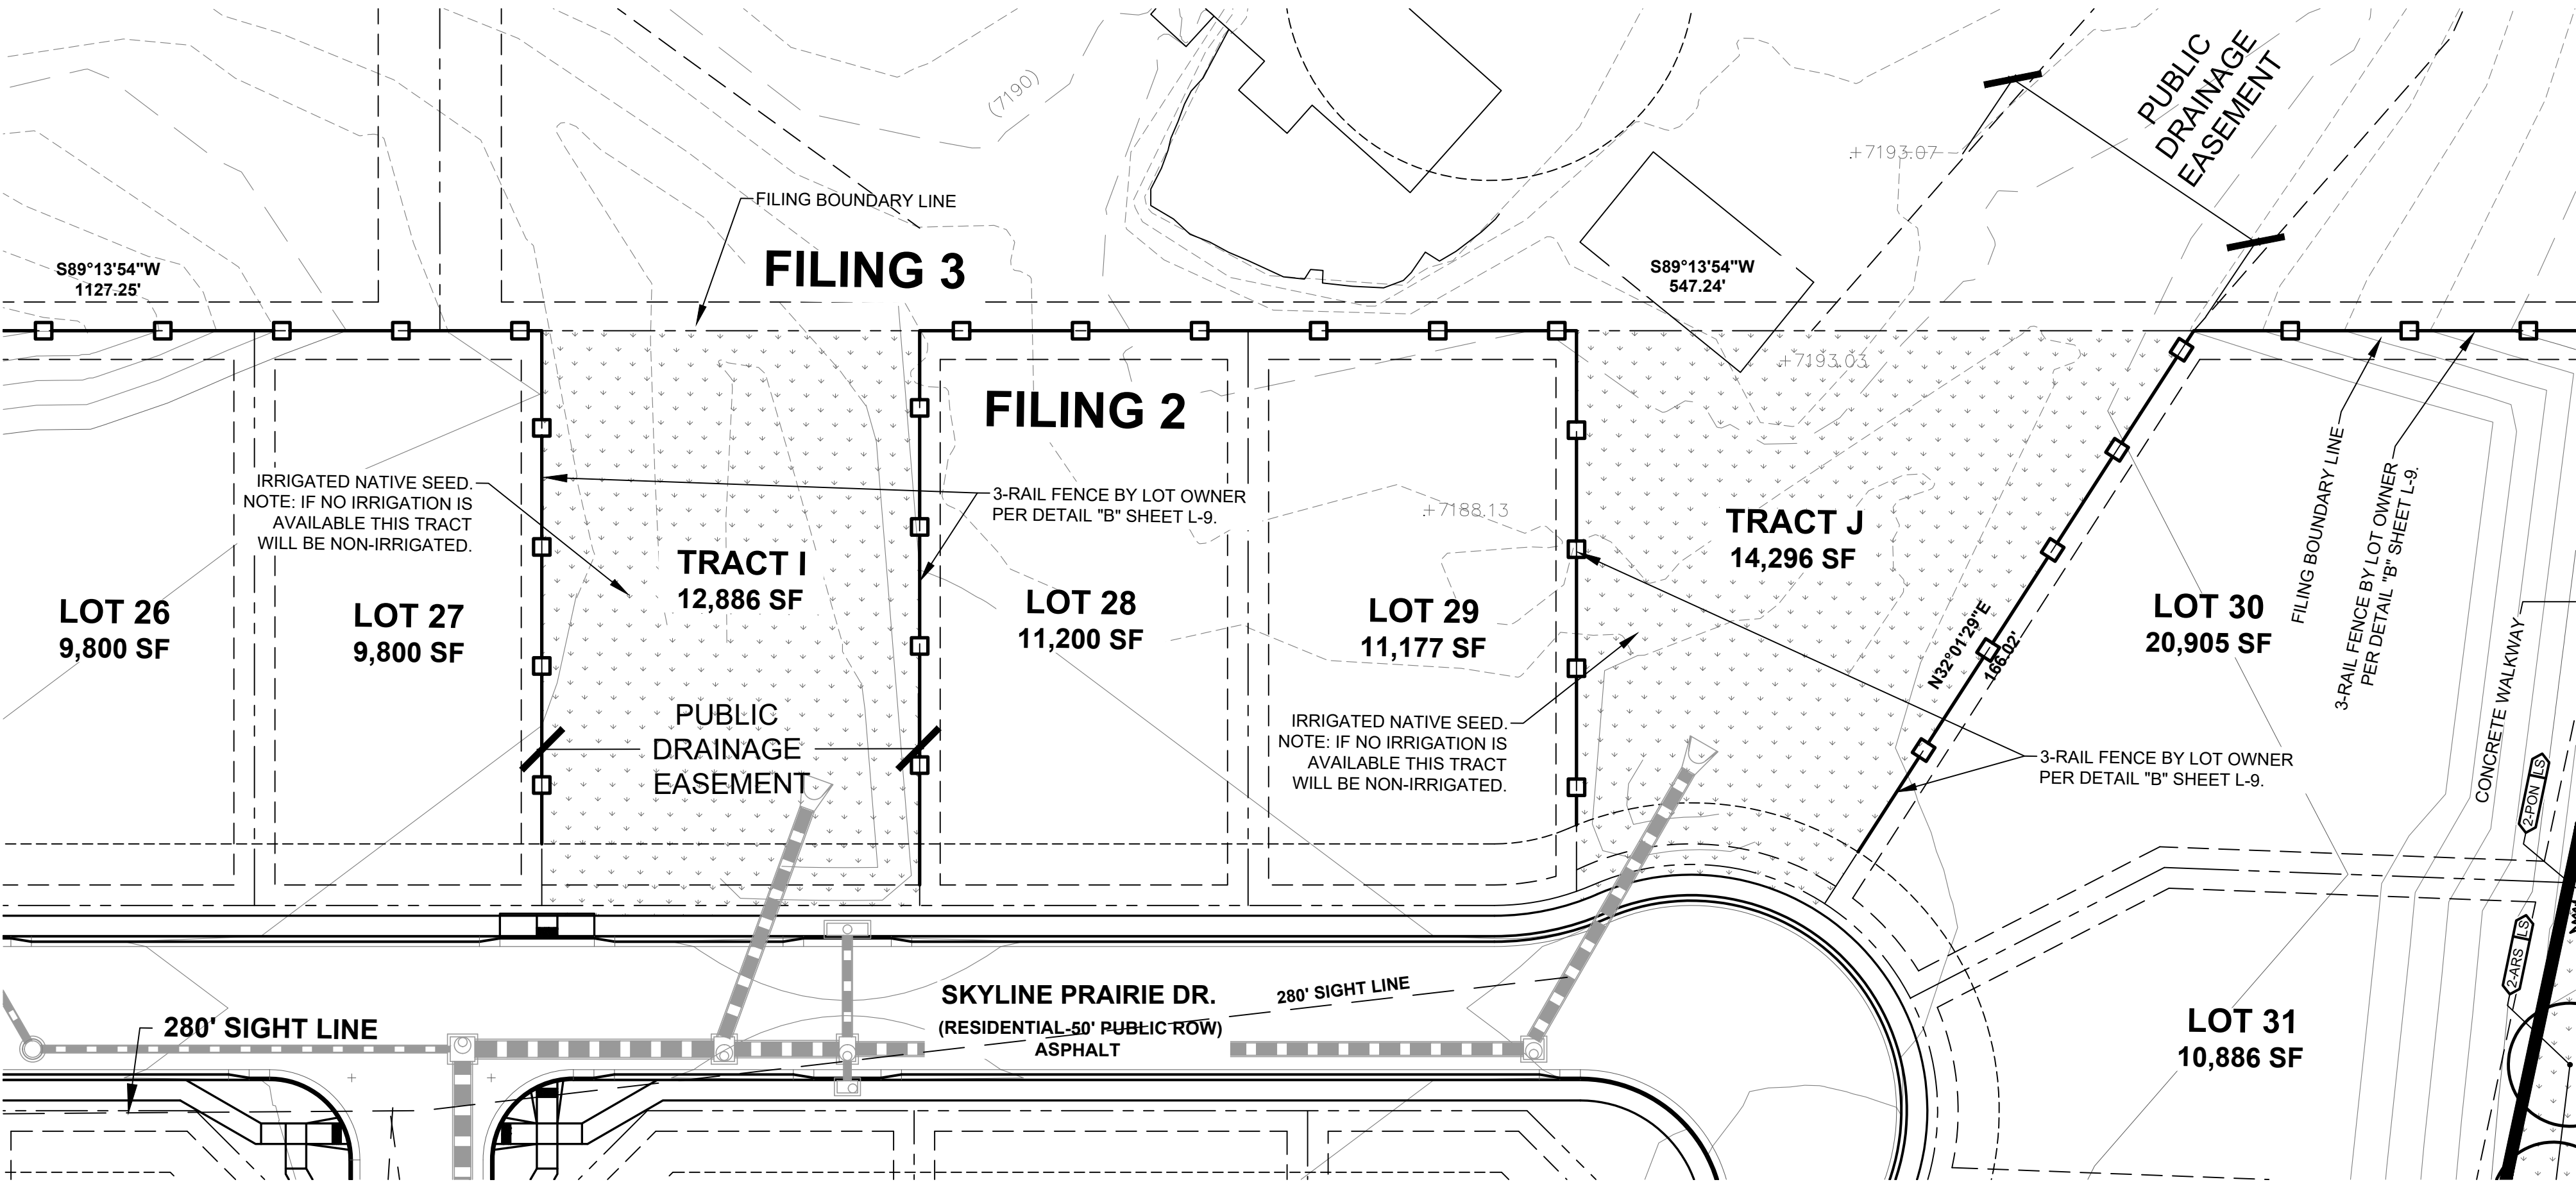 (7190)
PUBLIC
DRAINAGE
EASEMENT
+7193.07
FILING BOUNDARY LINE
FILING 3
S89°13'54"W
1127.25'
S89°13'54"W
547.24'
+7193.03
FILING 2
IRRIGATED NATIVE SEED.
NOTE: IF NO IRRIGATION IS
AVAILABLE THIS TRACT
WILL BE NON-IRRIGATED.
3-RAIL FENCE BY LOT OWNER
PER DETAIL "B" SHEET L-9.
+7188.13
TRACT I
12,886 SF
TRACT J
14,296 SF
FILING BOUNDARY LINE
3-RAIL FENCE BY LOT OWNER
PER DETAIL "B" SHEET L-9.
LOT 26
9,800 SF
LOT 27
9,800 SF
LOT 28
11,200 SF
LOT 29
11,177 SF
N32°01'29"E
166.02'
LOT 30
20,905 SF
CONCRETE WALKWAY
PUBLIC
DRAINAGE
EASEMENT
IRRIGATED NATIVE SEED.
NOTE: IF NO IRRIGATION IS
AVAILABLE THIS TRACT
WILL BE NON-IRRIGATED.
3-RAIL FENCE BY LOT OWNER
PER DETAIL "B" SHEET L-9.
2-PON LS
2-ARS LS
SKYLINE PRAIRIE DR.
(RESIDENTIAL-50' PUBLIC ROW)
ASPHALT
280' SIGHT LINE
280' SIGHT LINE
LOT 31
10,886 SF